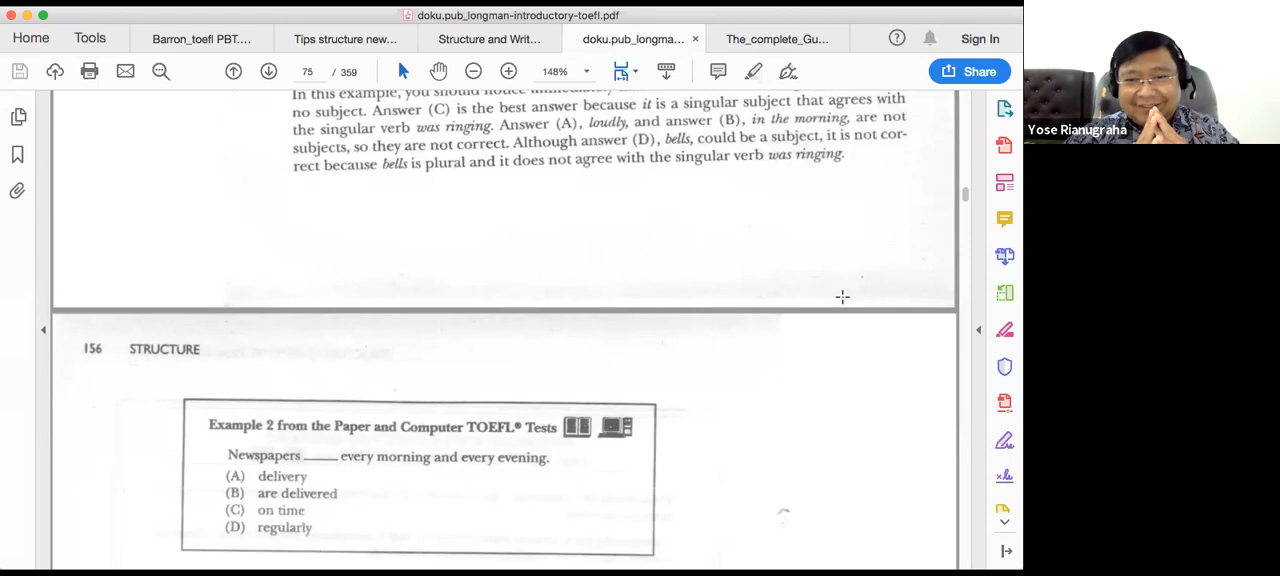 doku.pub_longman-introductory-toefl.pdf
Home Tools Barron_toefl PBT.... Tips structure new... Structure and Writ... doku.pub_longma... × The_complete_Gu... Sign In
75 / 359 148% Share
In this example, you should notice
no subject. Answer (C) is the best answer because it is a singular subject that agrees with
the singular verb was ringing. Answer (A), loudly, and answer (B), in the morning, are not
subjects, so they are not correct. Although answer (D), bells, could be a subject, it is not cor-
rect because bells is plural and it does not agree with the singular verb was ringing.
Yose Rianugraha
156 STRUCTURE
Example 2 from the Paper and Computer TOEFL® Tests
Newspapers _____ every morning and every evening.
(A) delivery
(B) are delivered
(C) on time
(D) regularly